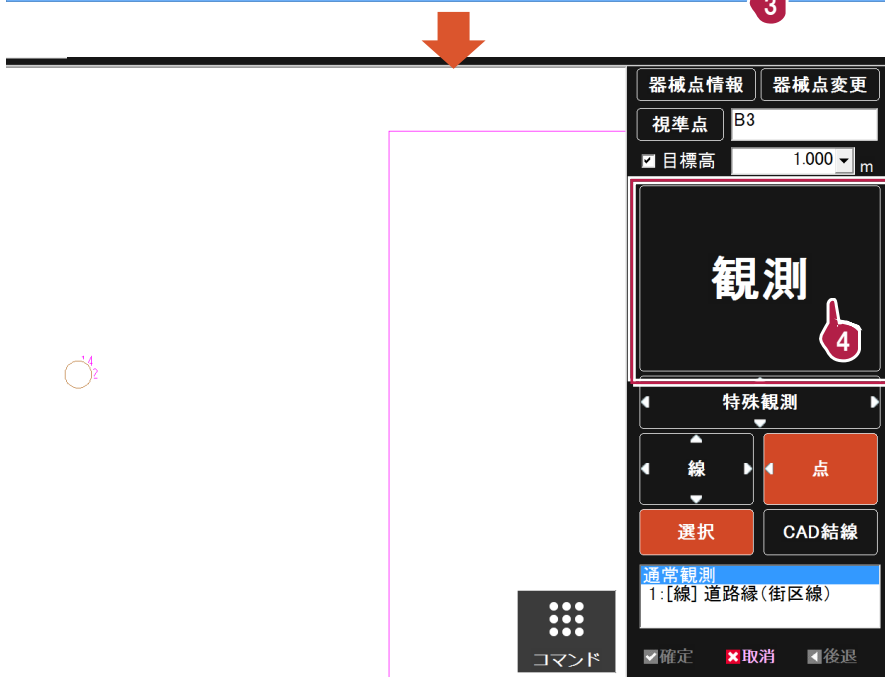 3
器械点情報 器械点変更
視準点 B3
目標高 1.000 m
観測
4
14
2
特殊観測
線 点
選択 CAD結線
通常観測
1:[線] 道路縁(街区線)
コマンド
確定 取消 後退